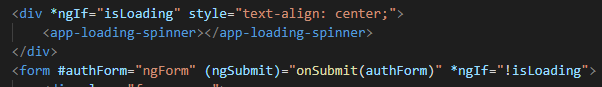 <div *ngIf="isLoading" style="text-align: center;">
<app-loading-spinner></app-loading-spinner>
</div>
<form #authForm="ngForm" (ngSubmit)="onSubmit(authForm)" *ngIf="!isLoading">